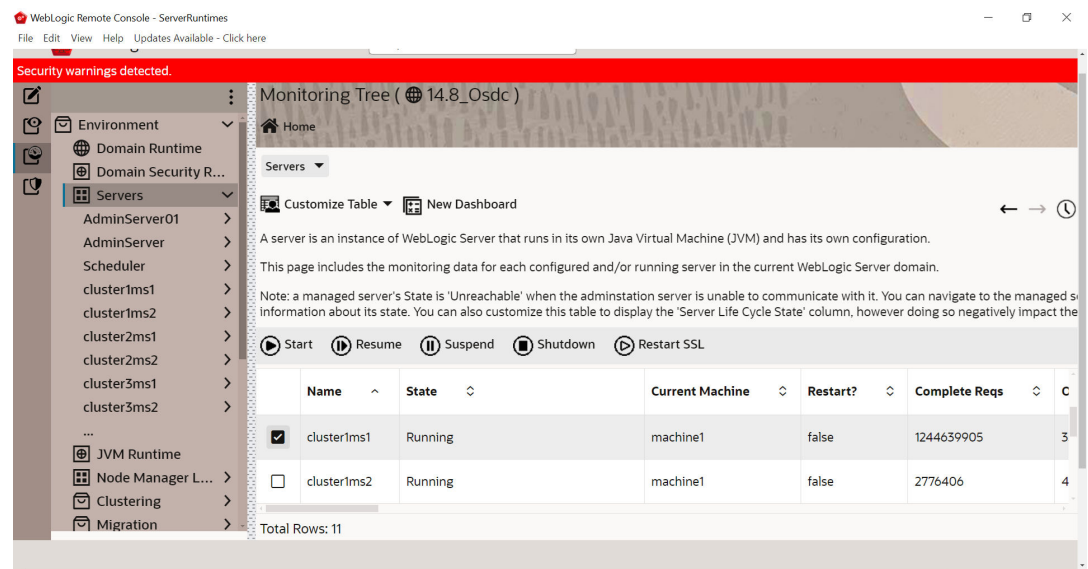 WebLogic Remote Console - ServerRuntimes
File Edit View Help Updates Available - Click here
Security warnings detected.
Environment
Domain Runtime
Domain Security R...
Servers
AdminServer01
AdminServer
Scheduler
cluster1ms1
cluster1ms2
cluster2ms1
cluster2ms2
cluster3ms1
cluster3ms2
...
JVM Runtime
Node Manager L...
Clustering
Migration
Monitoring Tree ( 14.8_Osdc )
Home
Servers
Customize Table New Dashboard
A server is an instance of WebLogic Server that runs in its own Java Virtual Machine (JVM) and has its own configuration.
This page includes the monitoring data for each configured and/or running server in the current WebLogic Server domain.
Note: a managed server's State is 'Unreachable' when the adminstation server is unable to communicate with it. You can navigate to the managed
information about its state. You can also customize this table to display the 'Server Life Cycle State' column, however doing so negatively impact the
Start Resume Suspend Shutdown Restart SSL
Name State Current Machine Restart? Complete Reqs
cluster1ms1 Running machine1 false 1244639905 3
cluster1ms2 Running machine1 false 2776406 4
Total Rows: 11